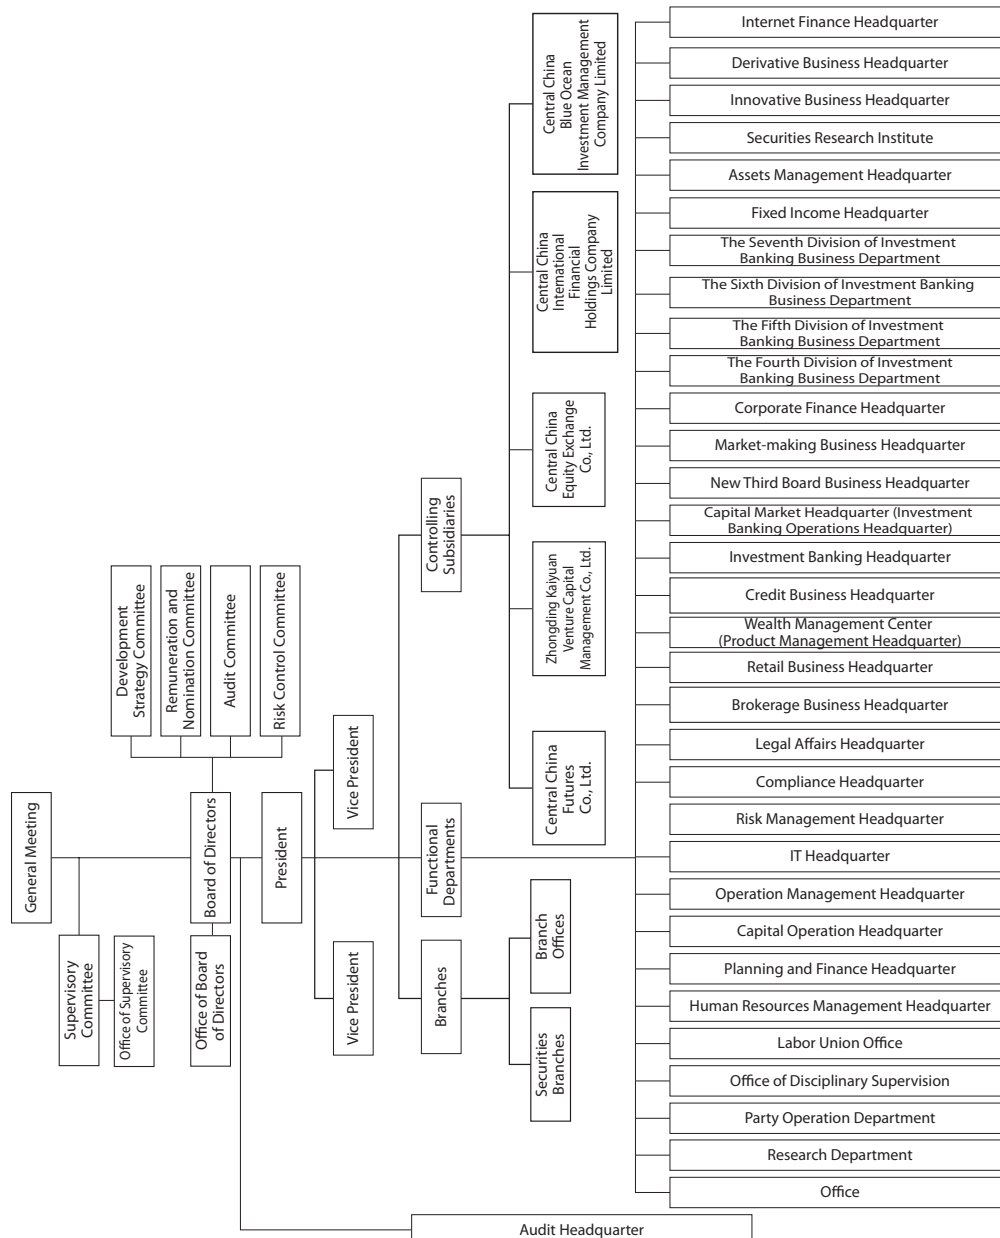 General Meeting
Supervisory
Committee
Office of Supervisory
Committee
Development
Strategy Committee
Remuneration and
Nomination Committee
Audit Committee
Risk Control Committee
Board of Directors
Office of Board
of Directors
President
Vice President
Vice President
Controlling
Subsidiaries
Functional
Departments
Branches
Central China
Blue Ocean
Investment Management
Company Limited
Central China
International
Financial
Holdings Company
Limited
Central China
Equity Exchange
Co., Ltd.
Zhongding Kaiyuan
Venture Capital
Management Co., Ltd.
Central China
Futures
Co., Ltd.
Branch
Offices
Securities
Branches
Internet Finance Headquarter
Derivative Business Headquarter
Innovative Business Headquarter
Securities Research Institute
Assets Management Headquarter
Fixed Income Headquarter
The Seventh Division of Investment
Banking Business Department
The Sixth Division of Investment Banking
Business Department
The Fifth Division of Investment
Banking Business Department
The Fourth Division of Investment
Banking Business Department
Corporate Finance Headquarter
Market-making Business Headquarter
New Third Board Business Headquarter
Capital Market Headquarter (Investment
Banking Operations Headquarter)
Investment Banking Headquarter
Credit Business Headquarter
Wealth Management Center
(Product Management Headquarter)
Retail Business Headquarter
Brokerage Business Headquarter
Legal Affairs Headquarter
Compliance Headquarter
Risk Management Headquarter
IT Headquarter
Operation Management Headquarter
Capital Operation Headquarter
Planning and Finance Headquarter
Human Resources Management Headquarter
Labor Union Office
Office of Disciplinary Supervision
Party Operation Department
Research Department
Office
Audit Headquarter